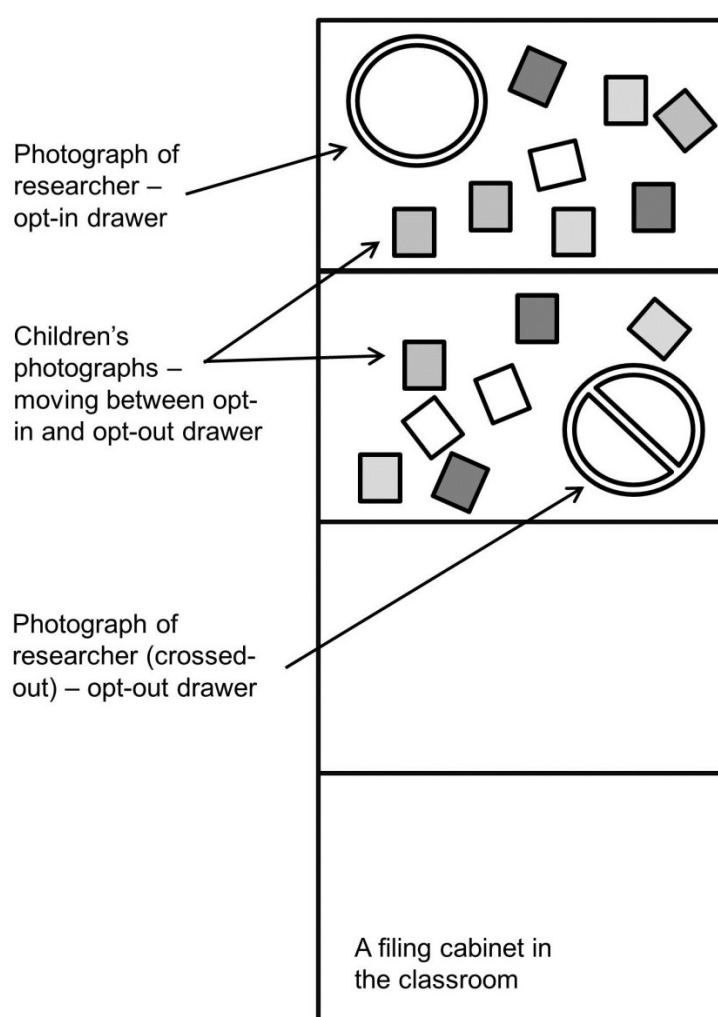 Photograph of
researcher –
opt-in drawer
Children’s
photographs –
moving between opt-
in and opt-out drawer
Photograph of
researcher (crossed-
out) – opt-out drawer
A filing cabinet in
the classroom